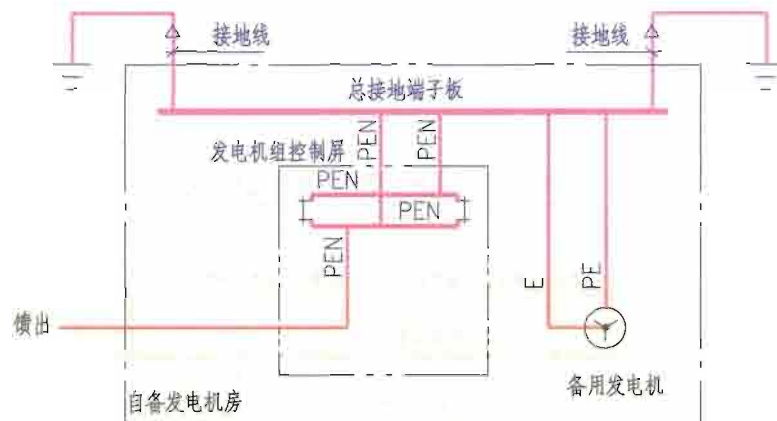 接地线
接地线
总接地端子板
发电机组控制屏
PEN
PEN
PEN
PEN
PEN
E
PE
馈出
备用发电机
自备发电机房